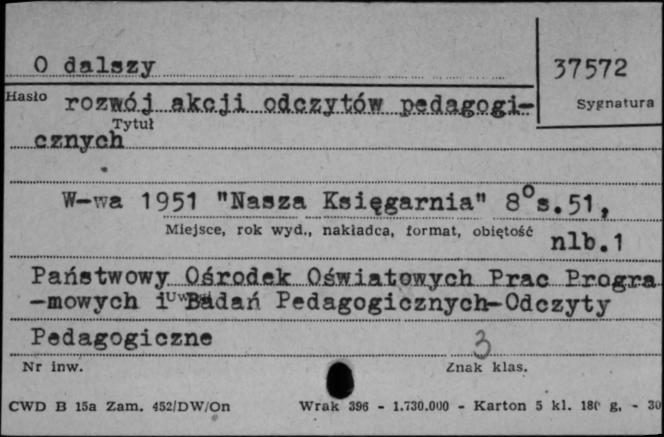 O dalszy
37572
Hasło rozwój akcji odczytów pedagogi-
Sygnatura
Tytuł
cznych
W-wa 1951 "Nasza Księgarnia" 8° s.51,
Miejsce, rok wyd., nakładca, format, objętość
nlb.1
Państwowy Ośrodek Oświatowych Prac Progra
-mowych i Badań Pedagogicznych-Odczyty
Pedagogiczne
3
Nr inw.
Znak klas.
CWD B 15a Zam. 452/DW/On Wrak 396 - 1.730.000 - Karton 5 kl. 180 g. - 30